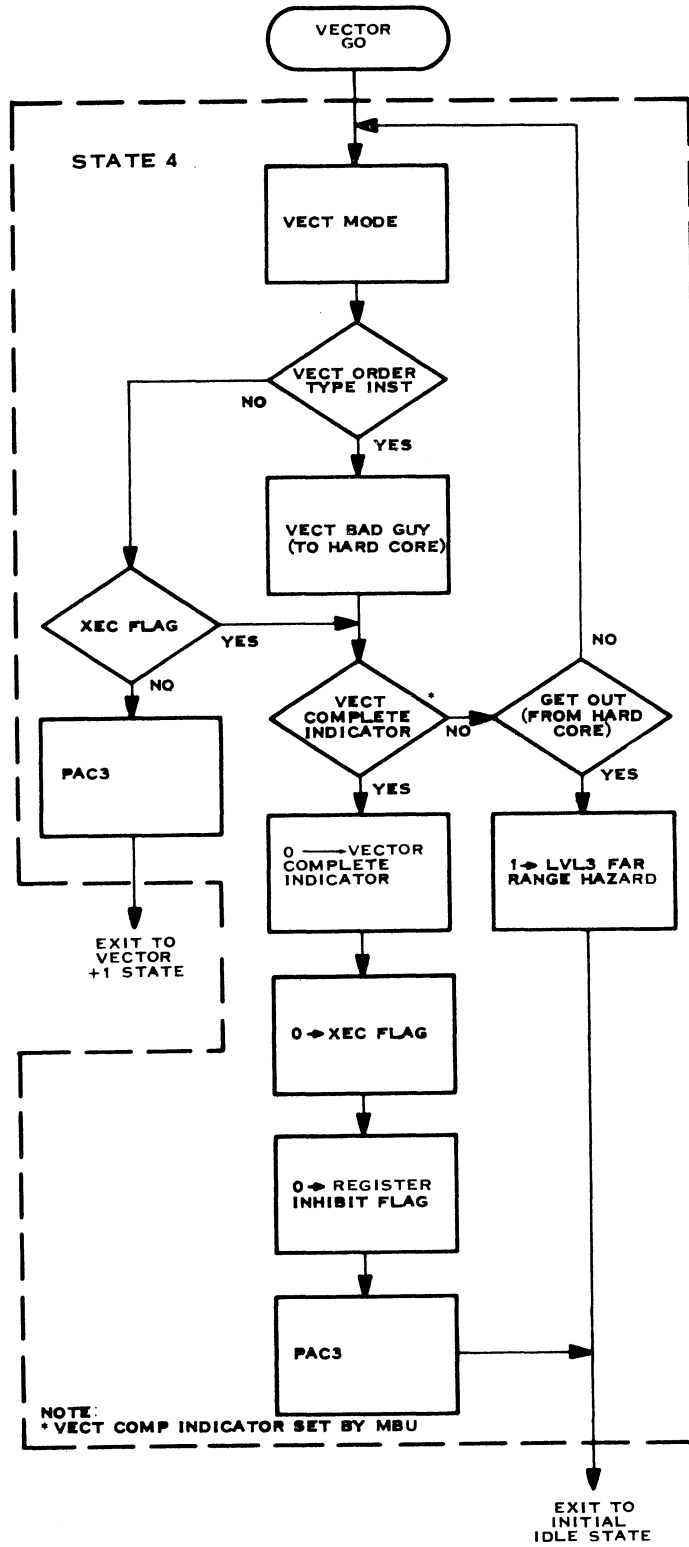 VECTOR
GO
STATE 4
VECT MODE
VECT ORDER
TYPE INST
NO
YES
VECT BAD GUY
(TO HARD CORE)
XEC FLAG
YES
NO
PAC3
EXIT TO
VECTOR
+1 STATE
VECT
COMPLETE
INDICATOR
*
NO
YES
GET OUT
(FROM HARD
CORE)
NO
YES
0 → VECTOR
COMPLETE
INDICATOR
1→ LVL3 FAR
RANGE HAZARD
0→ XEC FLAG
0→ REGISTER
INHIBIT FLAG
PAC3
NOTE:
* VECT COMP INDICATOR SET BY MBU
EXIT TO
INITIAL
IDLE STATE